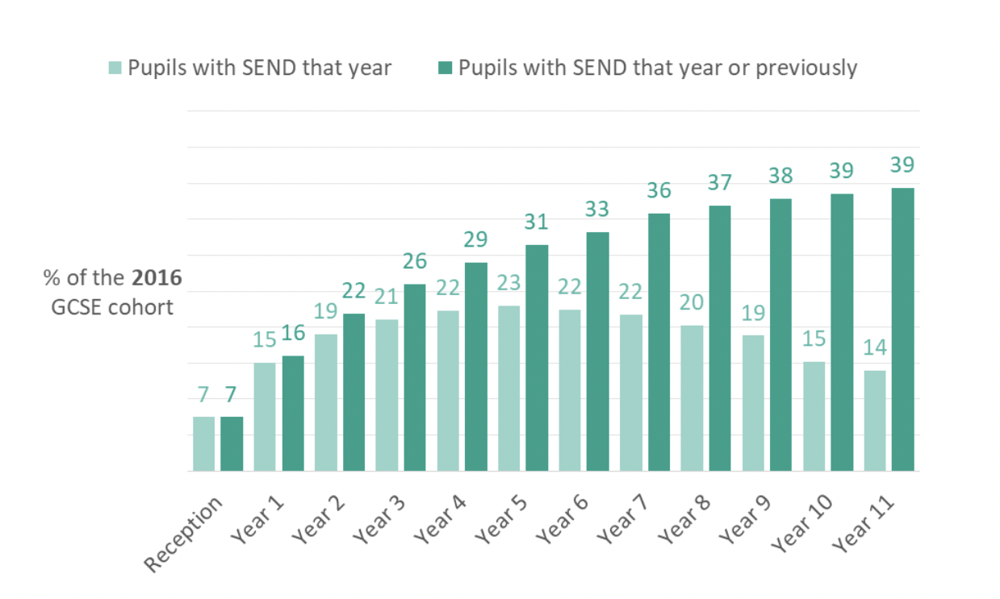 Pupils with SEND that year
Pupils with SEND that year or previously
% of the 2016
GCSE cohort
7 7
15 16
19 22
21 26
22 29
23 31
22 33
22 36
20 37
19 38
15 39
14 39
Reception
Year 1
Year 2
Year 3
Year 4
Year 5
Year 6
Year 7
Year 8
Year 9
Year 10
Year 11